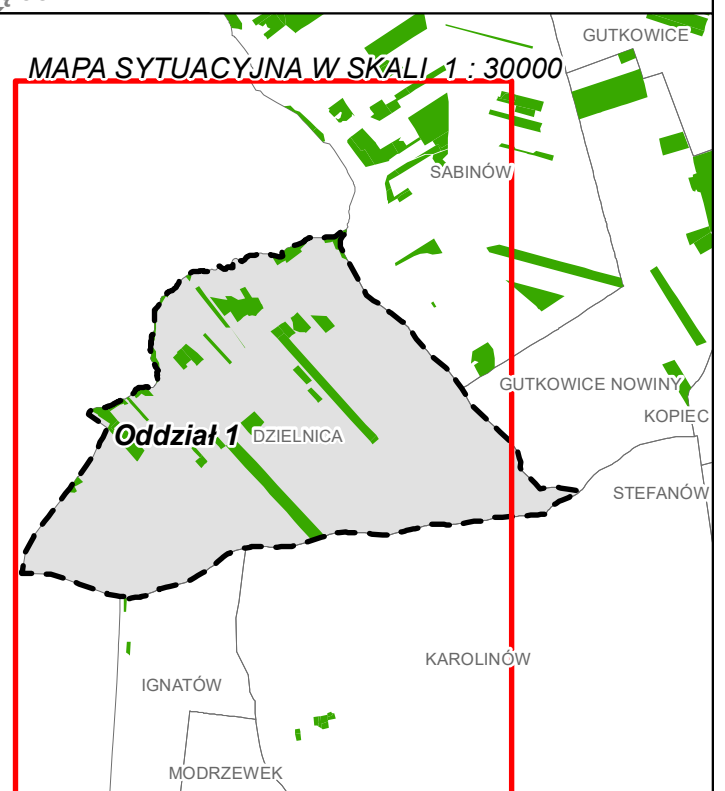 GUTKOWICE
MAPA SYTUACYJNA W SKALI 1 : 30000
SABINÓW
GUTKOWICE NOWINY
KOPIEC
Oddział 1 DZIELNICA
STEFANÓW
KAROLINÓW
IGNATÓW
MODRZEWEK